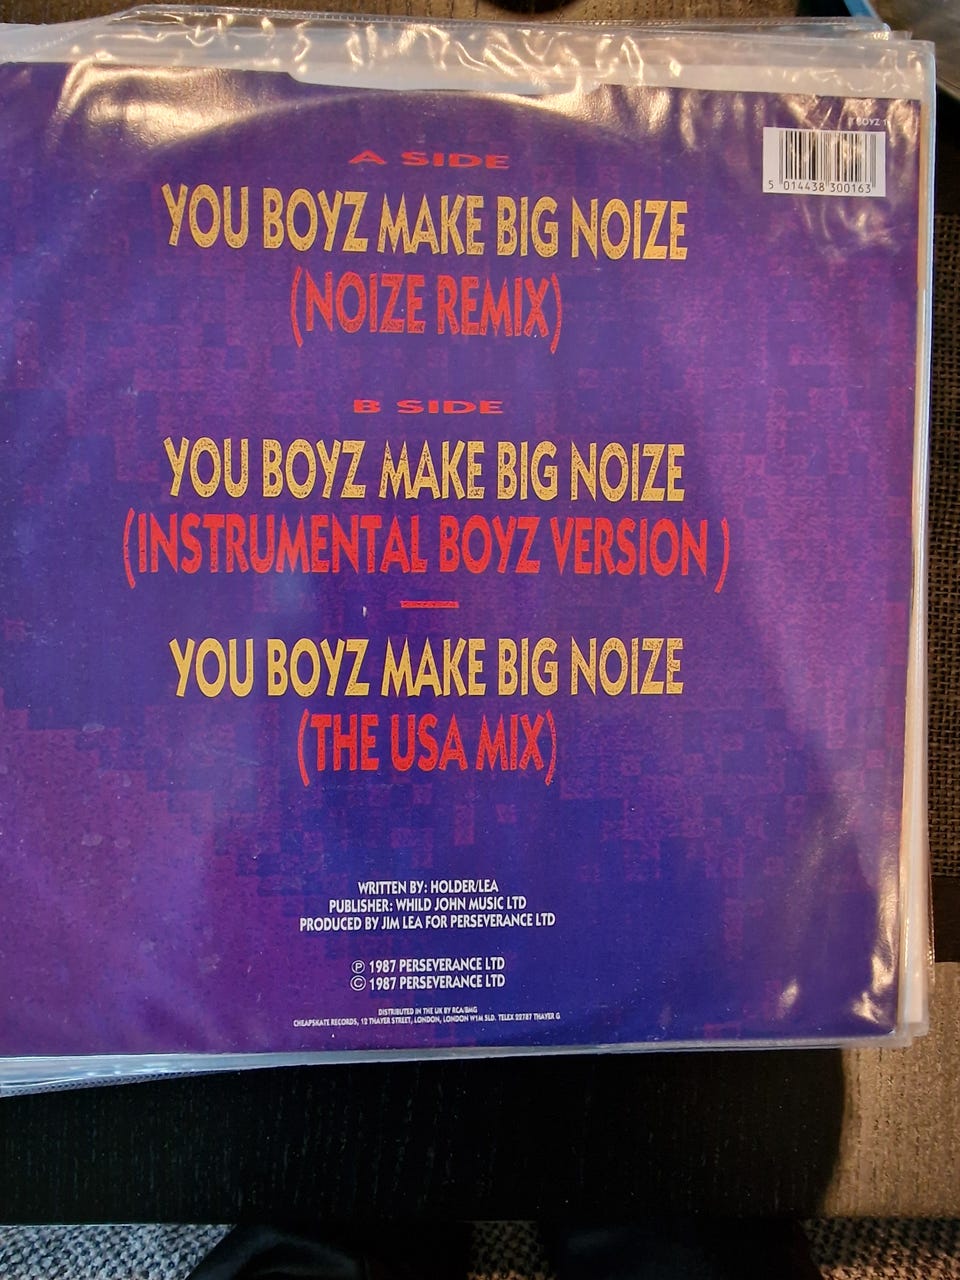 BOYZ 1
5 014438 300163
A SIDE
YOU BOYZ MAKE BIG NOIZE
(NOIZE REMIX)
B SIDE
YOU BOYZ MAKE BIG NOIZE
(INSTRUMENTAL BOYZ VERSION)
YOU BOYZ MAKE BIG NOIZE
(THE USA MIX)
WRITTEN BY: HOLDER/LEA
PUBLISHER: WHILD JOHN MUSIC LTD
PRODUCED BY JIM LEA FOR PERSEVERANCE LTD
℗ 1987 PERSEVERANCE LTD
© 1987 PERSEVERANCE LTD
DISTRIBUTED IN THE UK BY RCA/BMG
CHEAPSKATE RECORDS, 12 THAYER STREET, LONDON, LONDON W1M 5LD. TELEX 22787 THAYER G